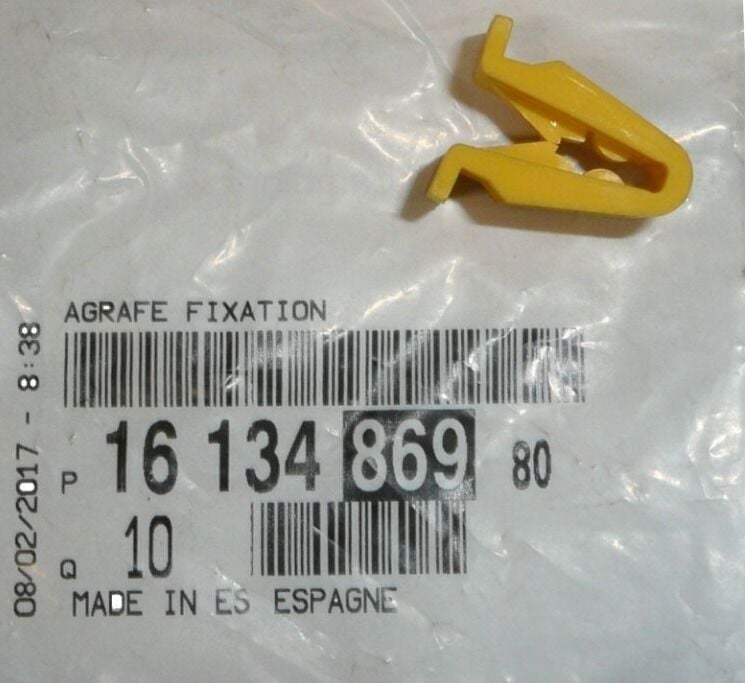 AGRAFE FIXATION
P 16 134 869 80
Q 10
MADE IN ES ESPAGNE
08/02/2017 - 8:38